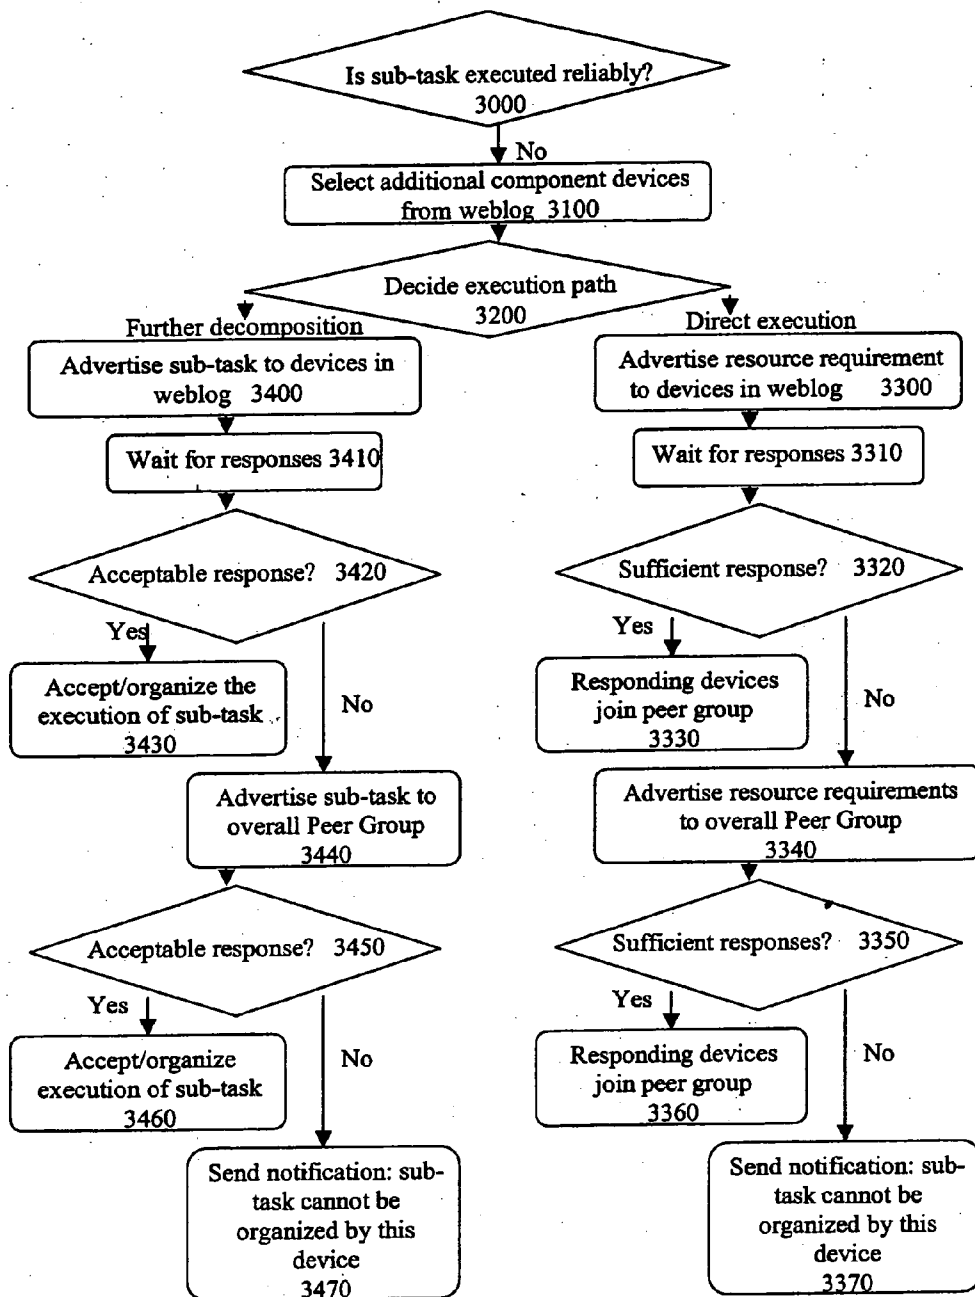 Is sub-task executed reliably?
3000
No
Select additional component devices
from weblog 3100
Decide execution path
3200
Further decomposition
Direct execution
Advertise sub-task to devices in
weblog 3400
Advertise resource requirement
to devices in weblog 3300
Wait for responses 3410
Wait for responses 3310
Acceptable response? 3420
Sufficient response? 3320
Yes
Yes
Accept/organize the
execution of sub-task
3430
No
Responding devices
join peer group
3330
No
Advertise sub-task to
overall Peer Group
3440
Advertise resource requirements
to overall Peer Group
3340
Acceptable response? 3450
Sufficient responses? 3350
Yes
Yes
Accept/organize
execution of sub-task
3460
No
Responding devices
join peer group
3360
No
Send notification: sub-
task cannot be
organized by this
device
3470
Send notification: sub-
task cannot be
organized by this
device
3370